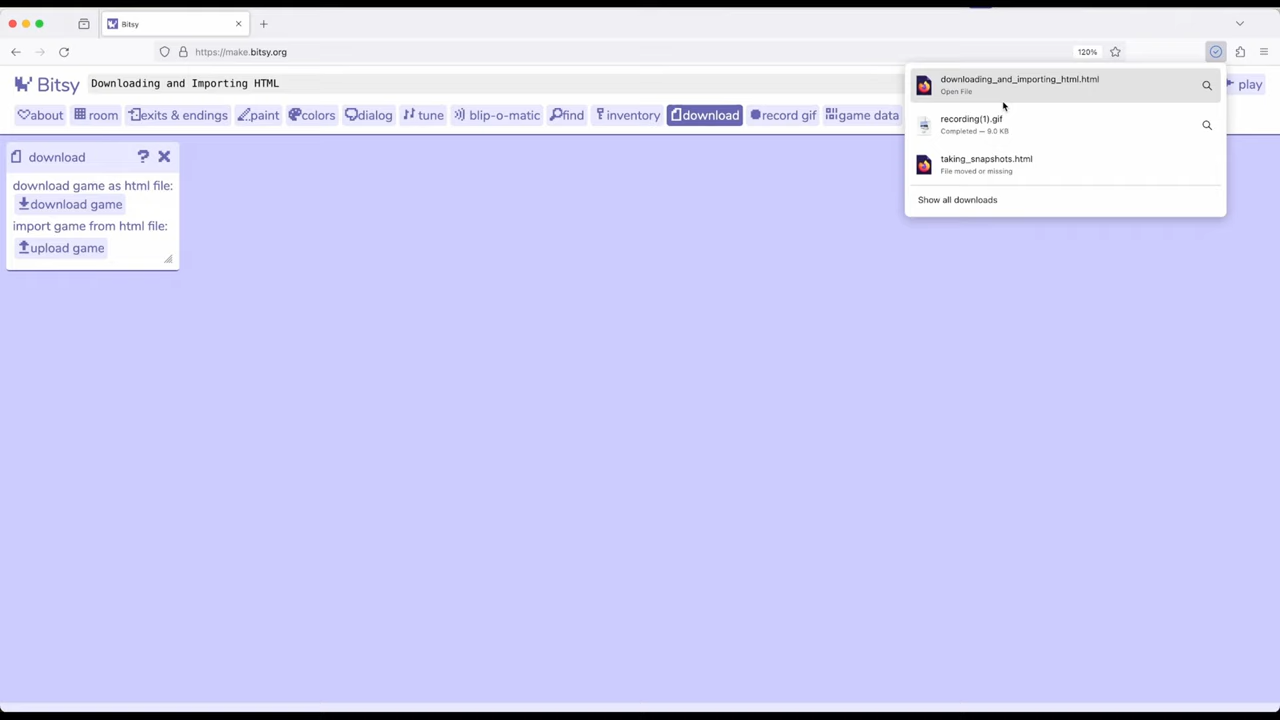 Bitsy
https://make.bitsy.org
120%
Bitsy
Downloading and Importing HTML
play
about
room
exits & endings
paint
colors
dialog
tune
blip-o-matic
find
inventory
download
record gif
game data
download
?
download game as html file:
download game
import game from html file:
upload game
downloading_and_importing_html.html
Open File
recording(1).gif
Completed — 9.0 KB
taking_snapshots.html
File moved or missing
Show all downloads